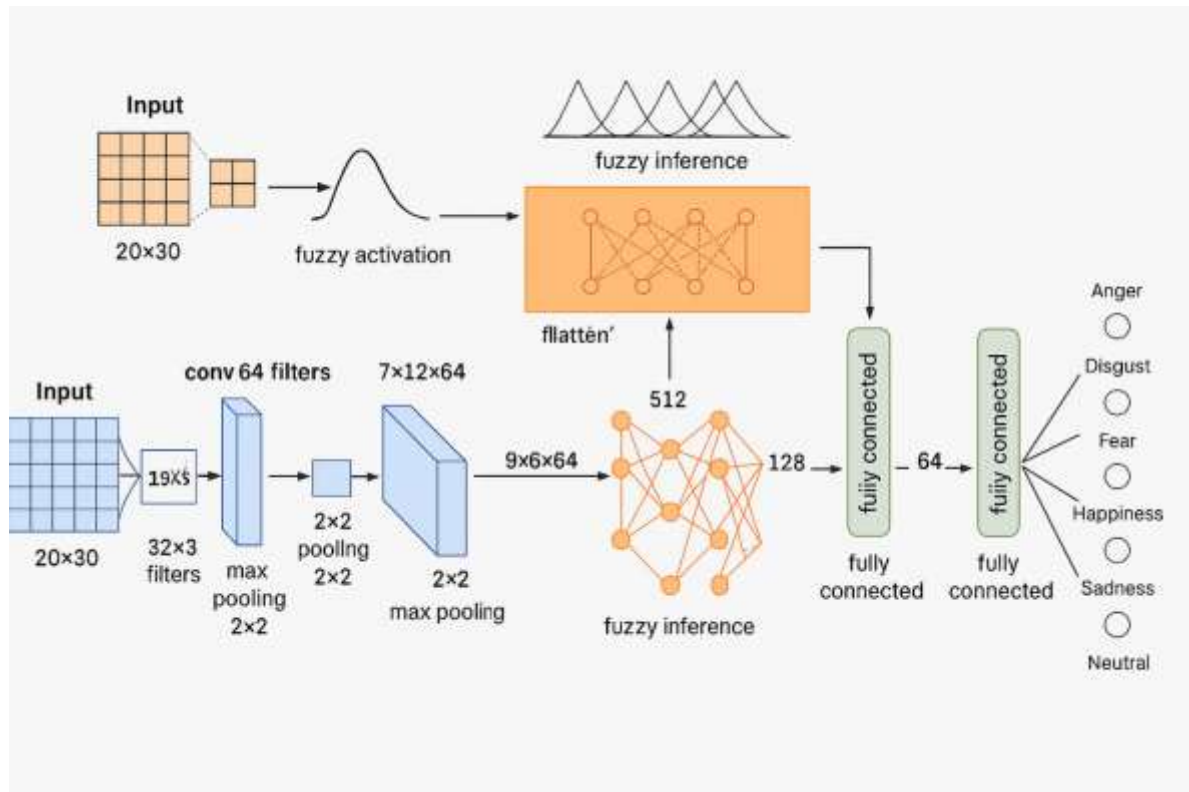 Input
20×30
fuzzy activation
fuzzy inference
fllattėn’
Input
20×30
32×3
filters
conv 64 filters
max
pooling
2×2
2×2
pooling
2×2
7×12×64
2×2
max pooling
9×6×64
512
fuzzy inference
128
fuiiy connected
fully
connected
64
fuiiy connected
fully
connected
Anger
Disgust
Fear
Happiness
Sadness
Neutral